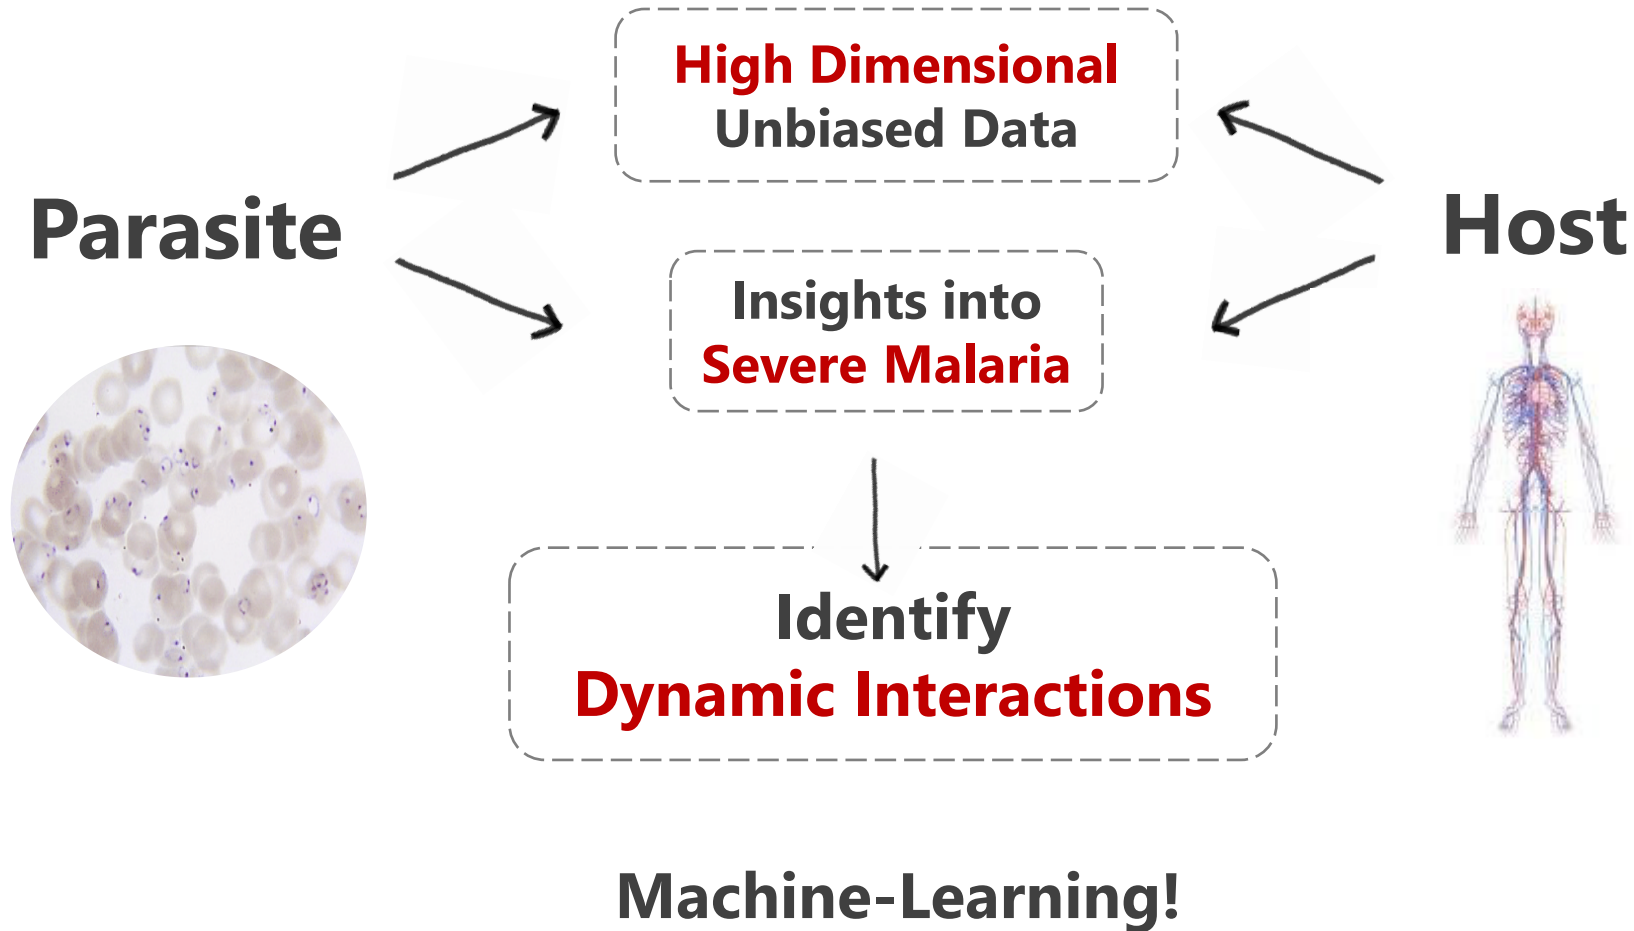 High Dimensional
Unbiased Data
Parasite
Host
Insights into
Severe Malaria
Identify
Dynamic Interactions
Machine-Learning!